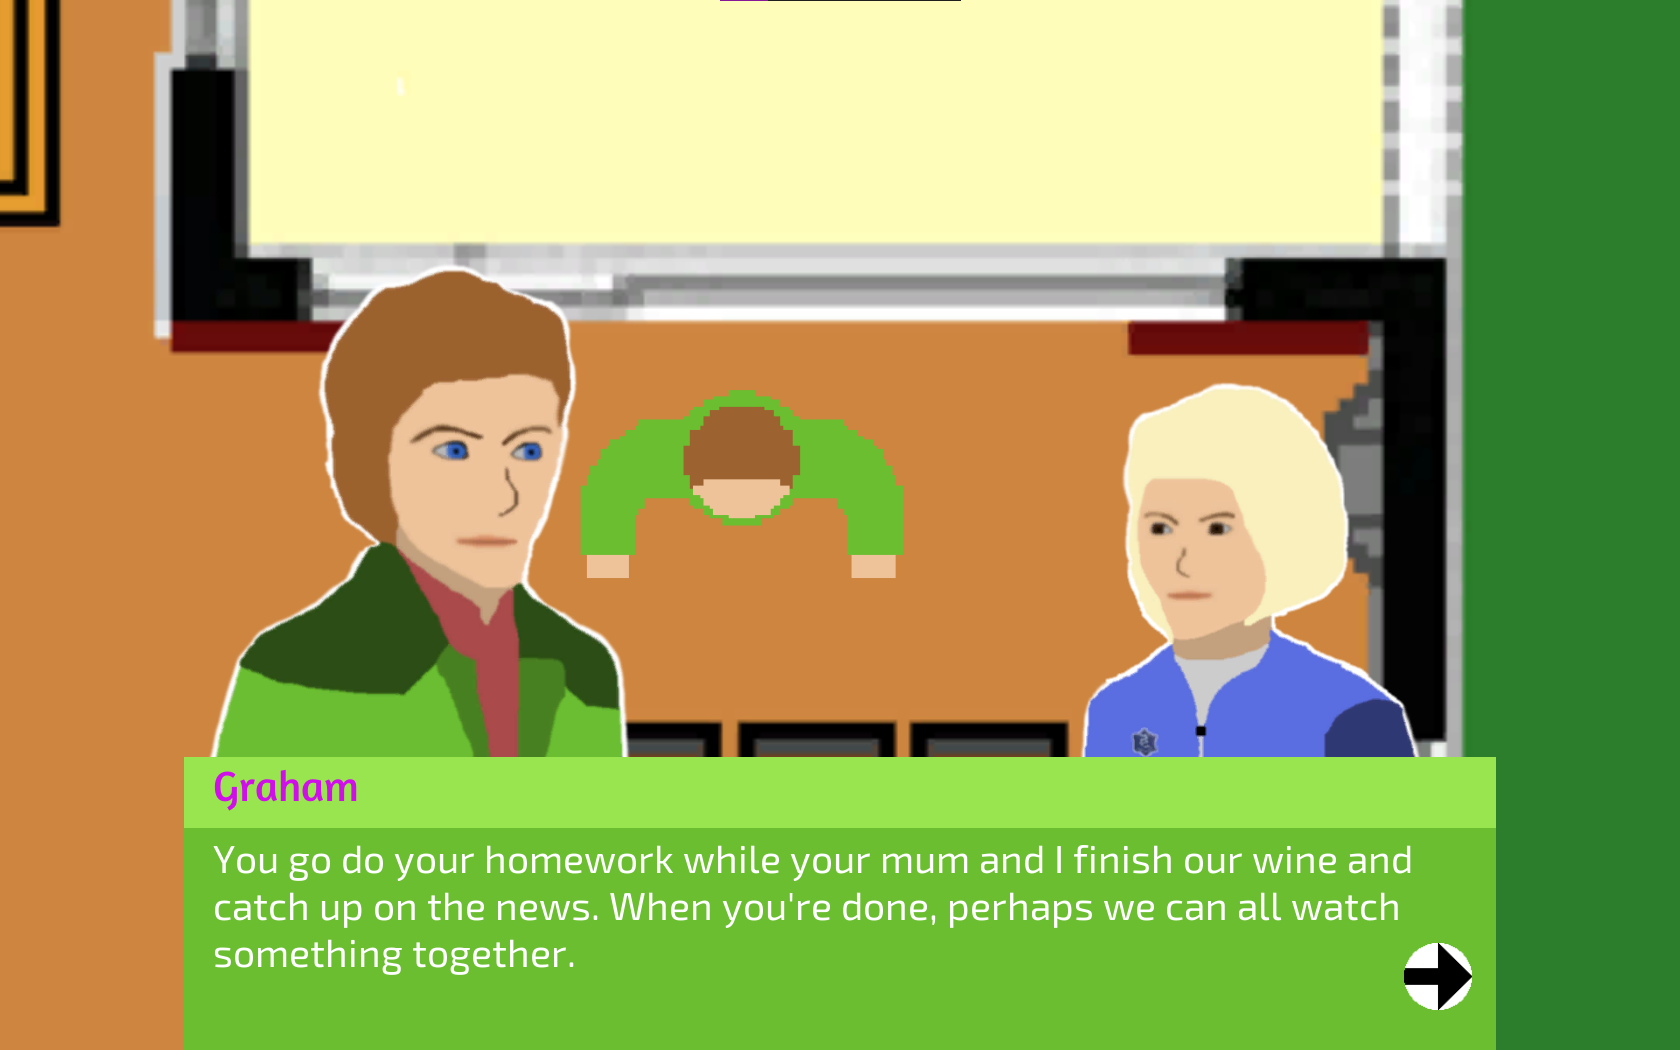 Graham
You go do your homework while your mum and I finish our wine and
catch up on the news. When you're done, perhaps we can all watch
something together.